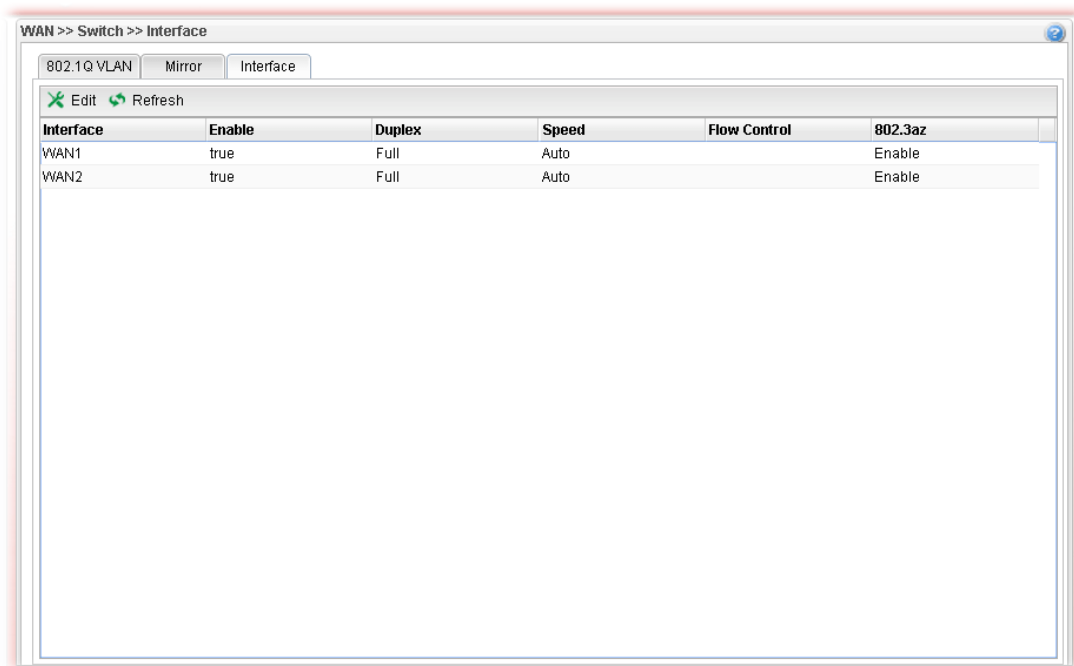 WAN >> Switch >> Interface
802.1Q VLAN Mirror Interface
Edit Refresh
Interface Enable Duplex Speed Flow Control 802.3az
WAN1 true Full Auto Enable
WAN2 true Full Auto Enable